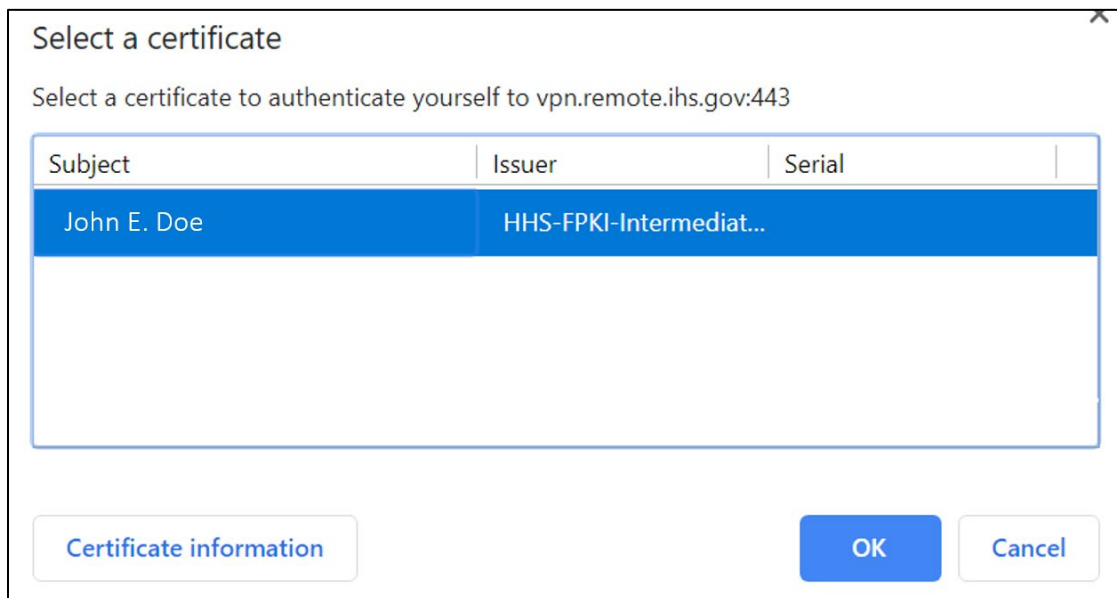 Select a certificate
Select a certificate to authenticate yourself to vpn.remote.ihs.gov:443
Subject Issuer Serial
John E. Doe HHS-FPKI-Intermediat...
Certificate information OK Cancel